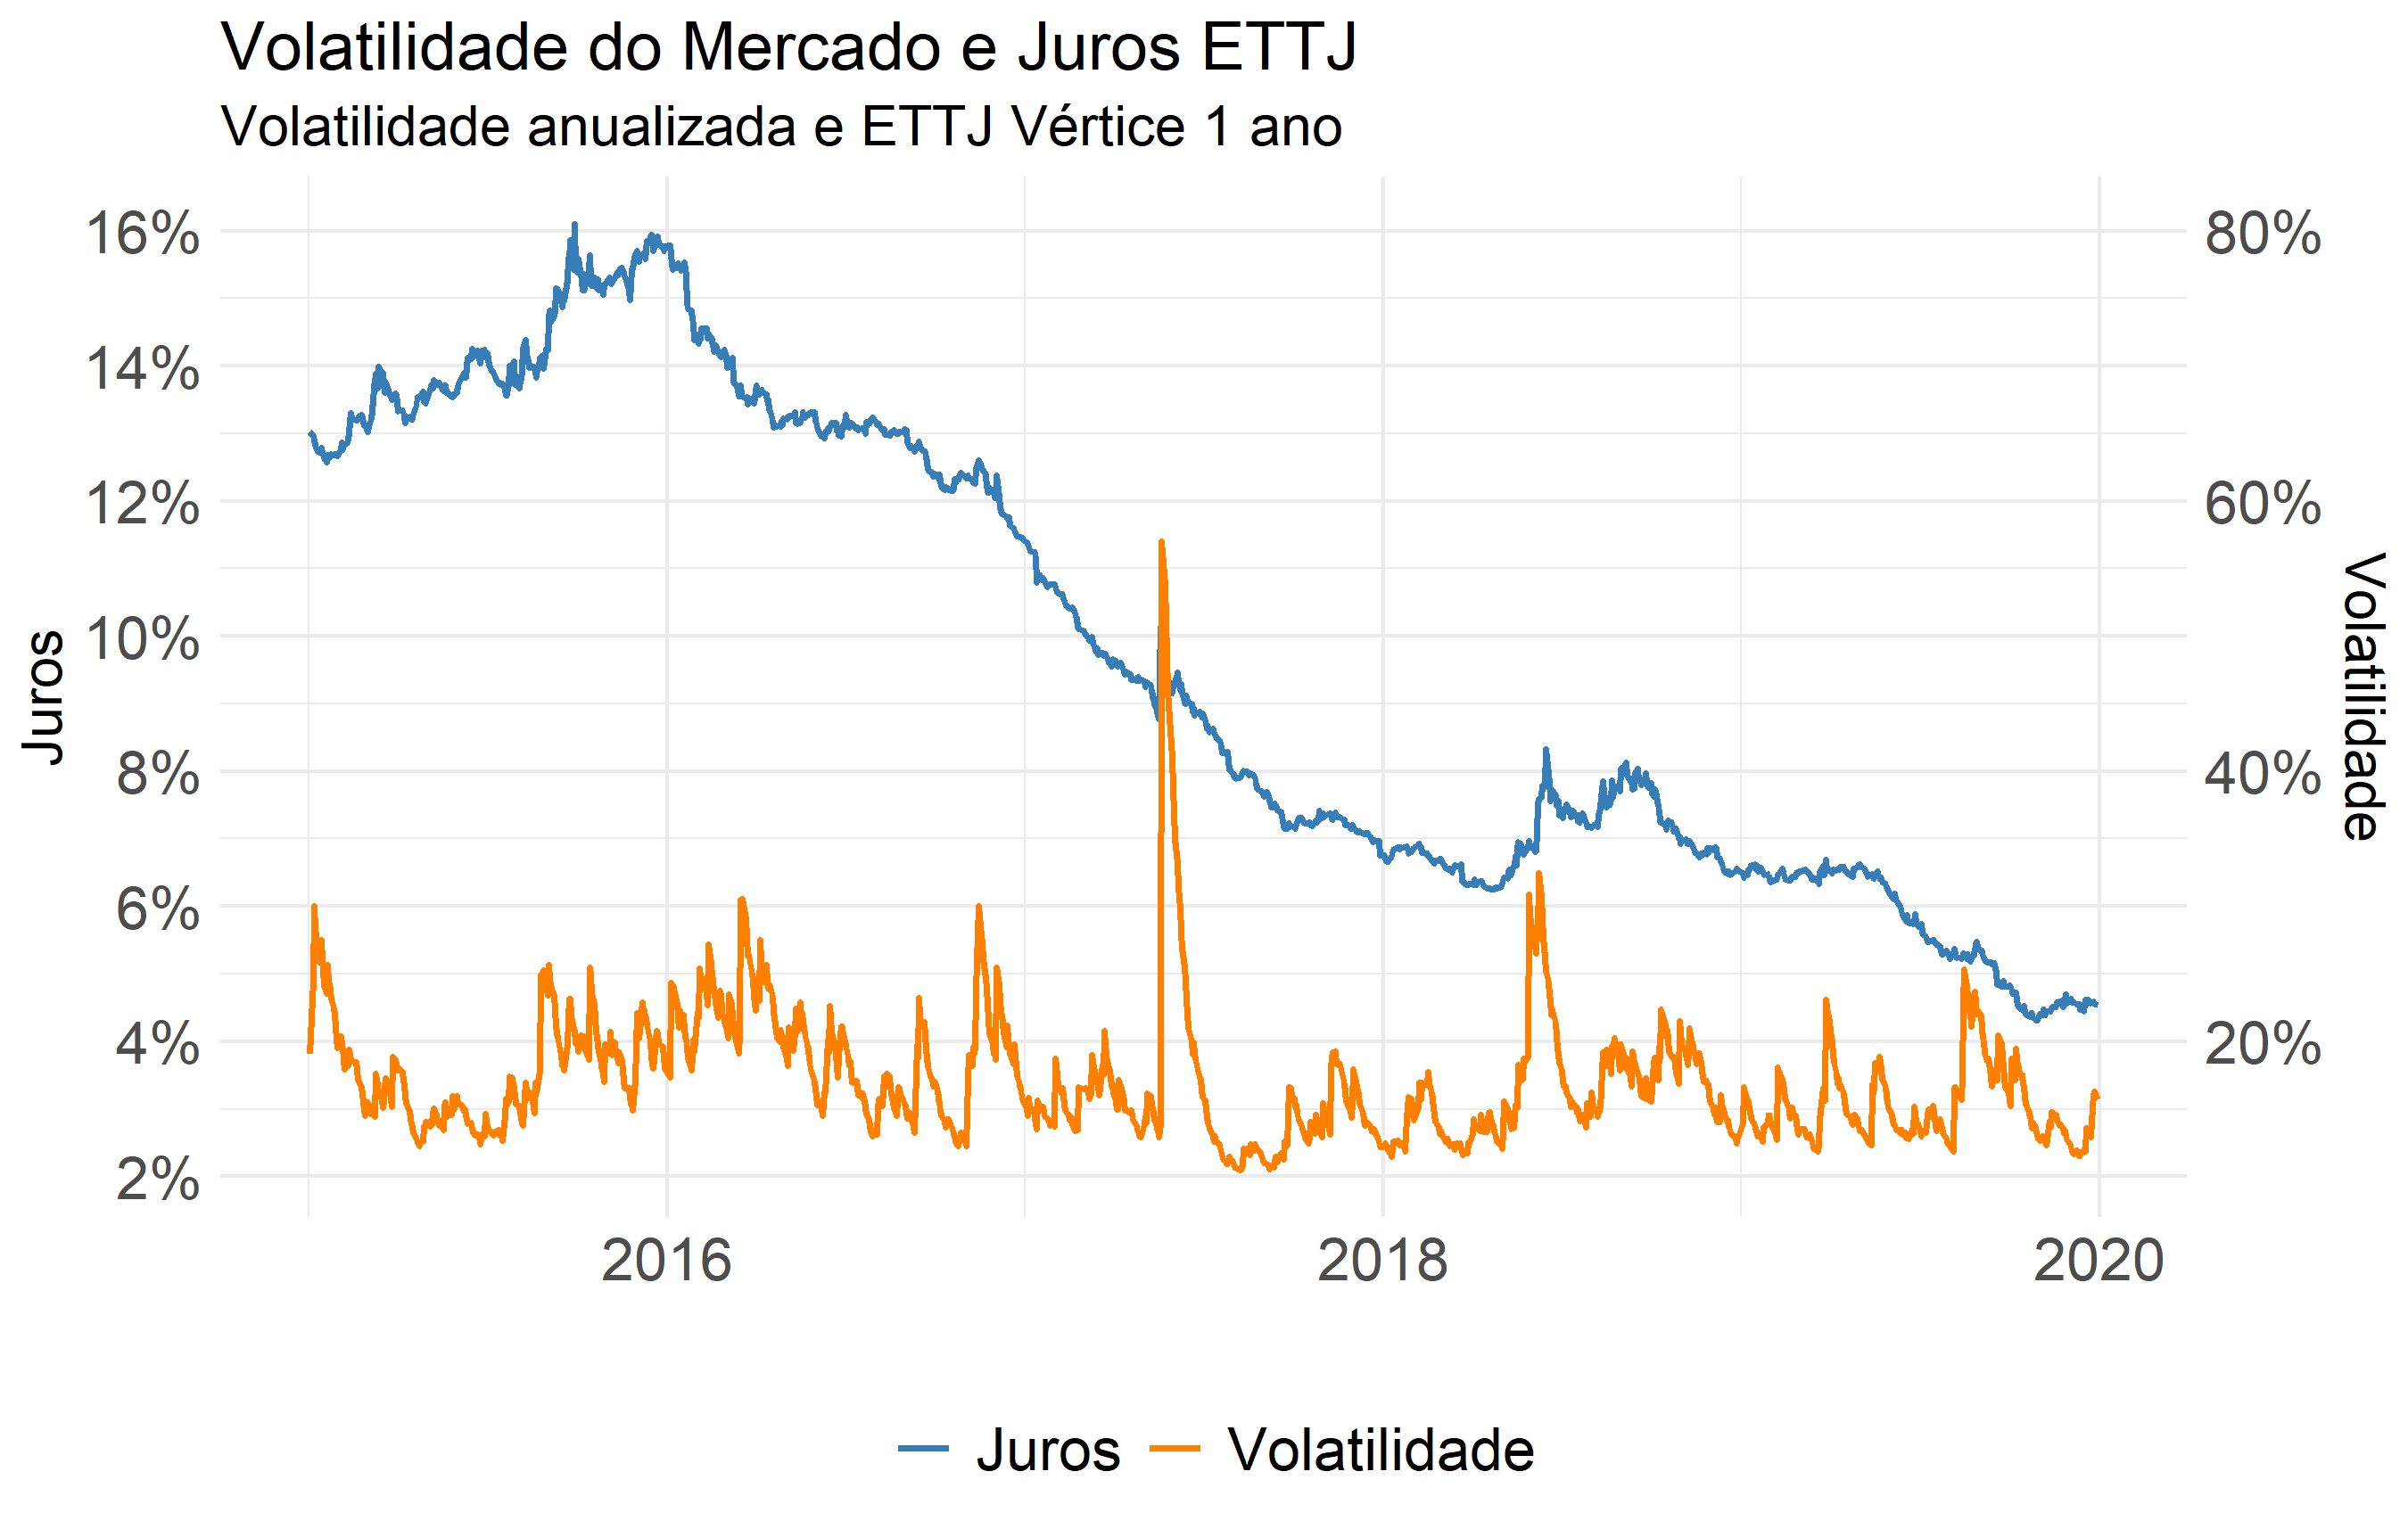 Volatilidade do Mercado e Juros ETTJ
Volatilidade anualizada e ETTJ Vértice 1 ano
Juros
16%
14%
12%
10%
8%
6%
4%
2%
80%
60%
40%
20%
Volatilidade
2016
2018
2020
Juros
Volatilidade